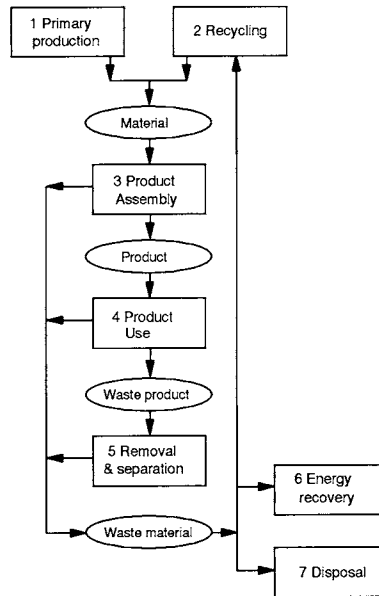 1 Primary
production
2 Recycling
Material
3 Product
Assembly
Product
4 Product
Use
Waste product
5 Removal
& separation
Waste material
6 Energy
recovery
7 Disposal